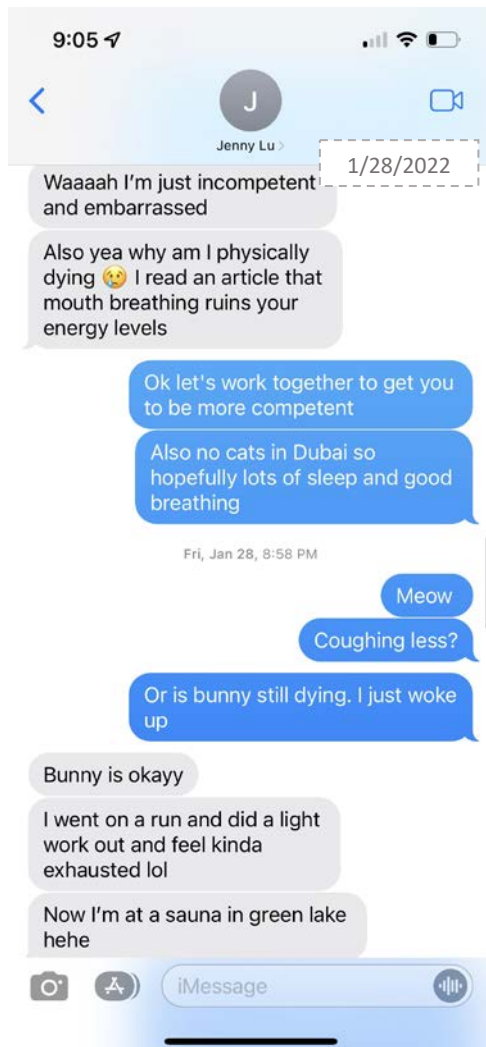 9:05
J
Jenny Lu
1/28/2022
Waaaah I'm just incompetent
and embarrassed
Also yea why am I physically
dying 😢 I read an article that
mouth breathing ruins your
energy levels
Ok let's work together to get you
to be more competent
Also no cats in Dubai so
hopefully lots of sleep and good
breathing
Fri, Jan 28, 8:58 PM
Meow
Coughing less?
Or is bunny still dying. I just woke
up
Bunny is okayy
I went on a run and did a light
work out and feel kinda
exhausted lol
Now I'm at a sauna in green lake
hehe
iMessage